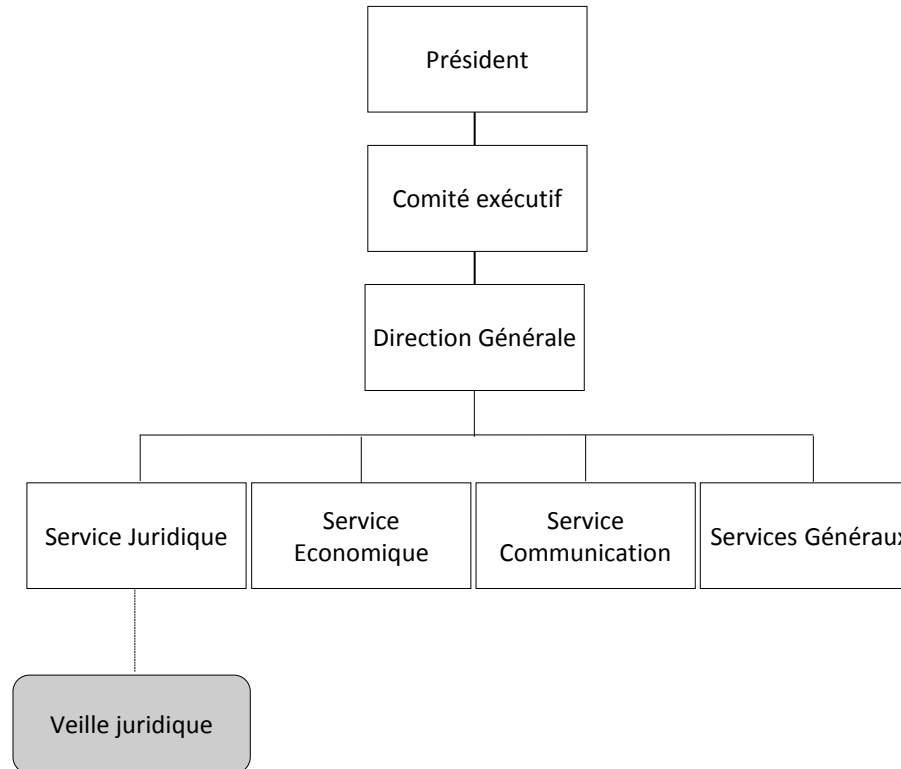 Président
Comité exécutif
Direction Générale
Service Juridique
Service
Economique
Service
Communication
Services Généraux
Veille juridique